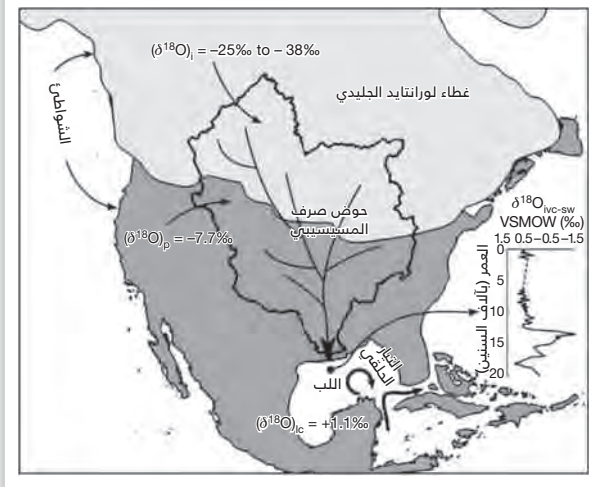 (δ¹⁸O)ᵢ = –25‰ to – 38‰
غطاء لورانتايد الجليدي
الشواطئ
حوض صرف
المسيسيبي
(δ¹⁸O)ₚ = –7.7‰
δ¹⁸O_ivc-sw
VSMOW (‰)
1.5 0.5–0.5–1.5
0
5
10
15
20
العمر (بآلاف السنين)
التيار
الحلقي
اللب
(δ¹⁸O)_lc = +1.1‰